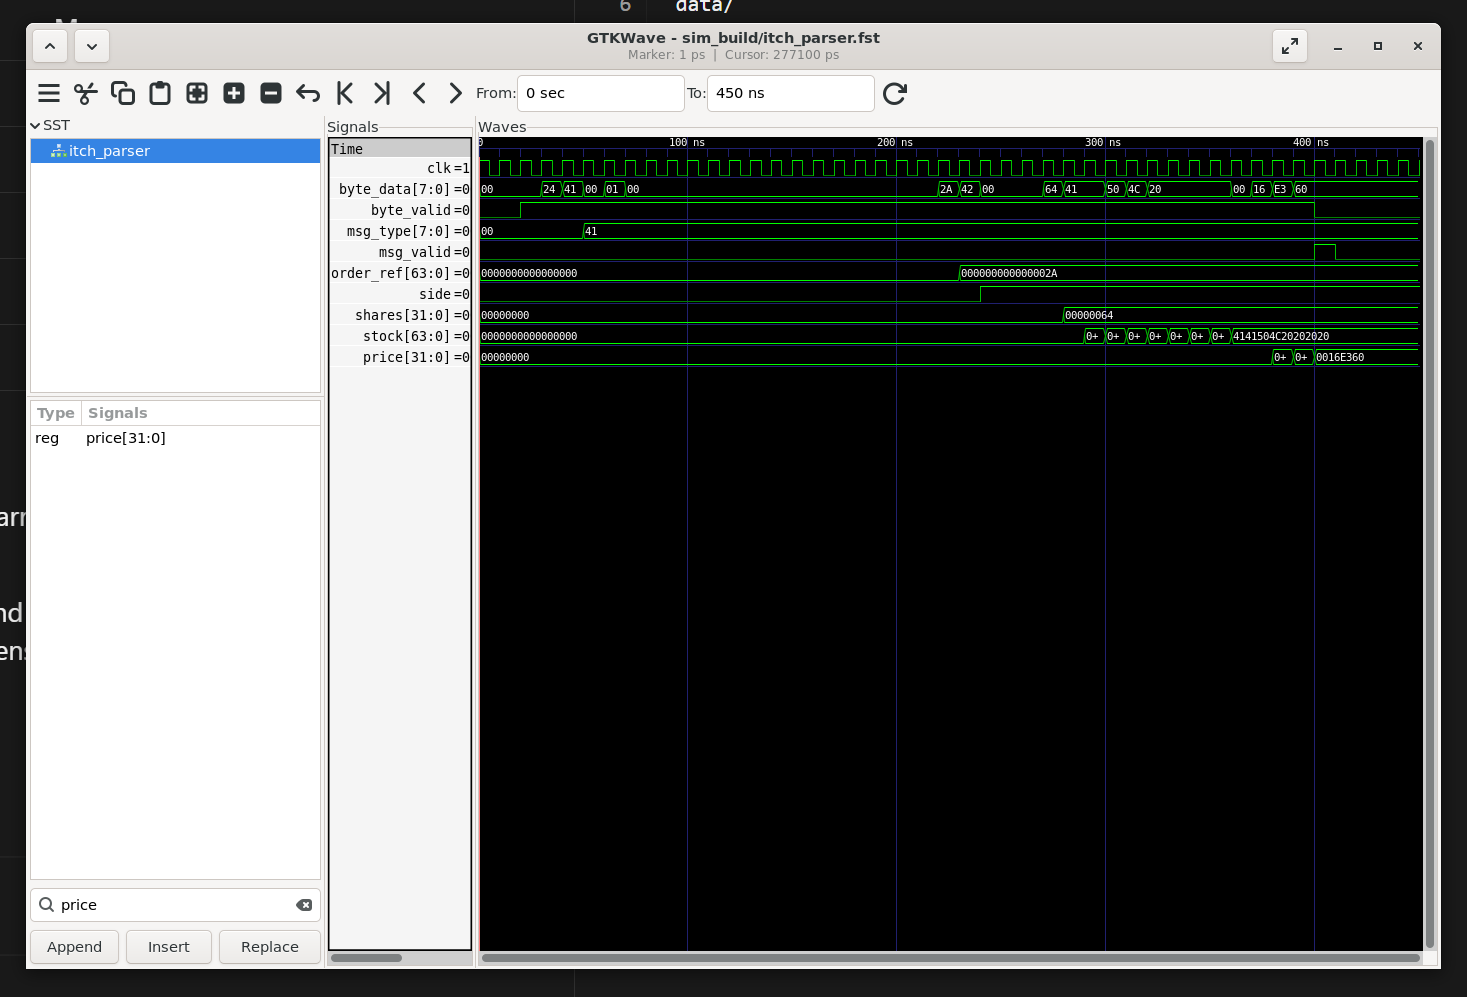 6 data/
GTKWave - sim_build/itch_parser.fst
Marker: 1 ps | Cursor: 277100 ps
From: 0 sec To: 450 ns
SST
itch_parser
Type Signals
reg price[31:0]
price
Append Insert Replace
Signals
Time
clk=1
byte_data[7:0]=0
byte_valid=0
msg_type[7:0]=0
msg_valid=0
order_ref[63:0]=0
side=0
shares[31:0]=0
stock[63:0]=0
price[31:0]=0
Waves
0 100 ns 200 ns 300 ns 400 ns
00 24 41 00 01 00 2A 42 00 64 41 50 4C 20 00 16 E3 60
00 41
0000000000000000 000000000000002A
00000000 00000064
0000000000000000 0+ 0+ 0+ 0+ 0+ 0+ 0+ 4141504C20202020
00000000 0+ 0+ 0016E360